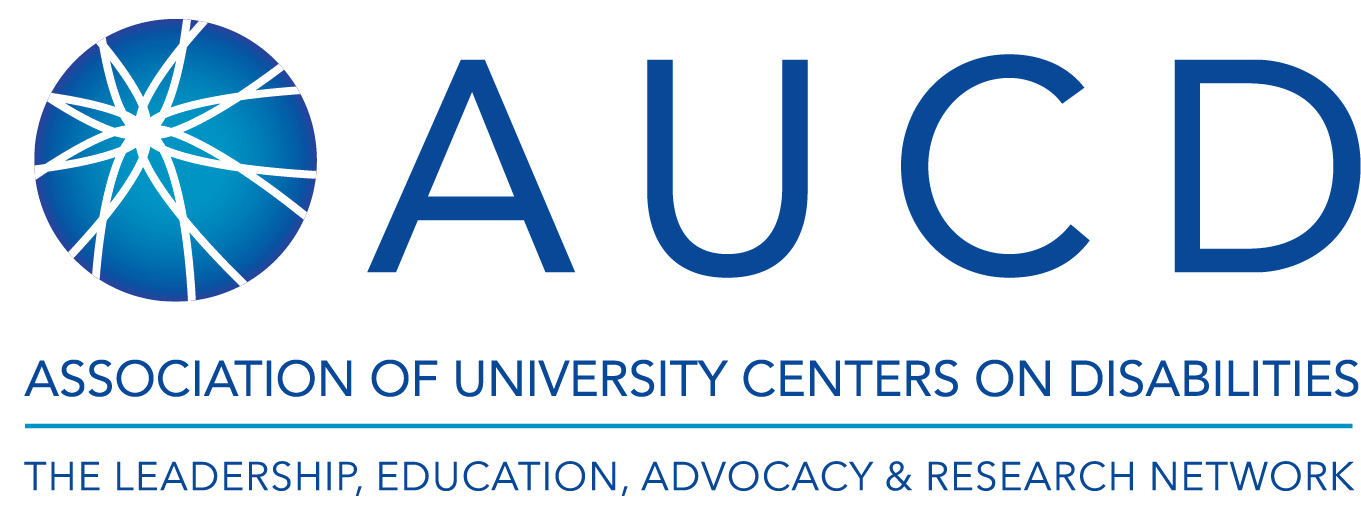 AUCD
ASSOCIATION OF UNIVERSITY CENTERS ON DISABILITIES
THE LEADERSHIP, EDUCATION, ADVOCACY & RESEARCH NETWORK